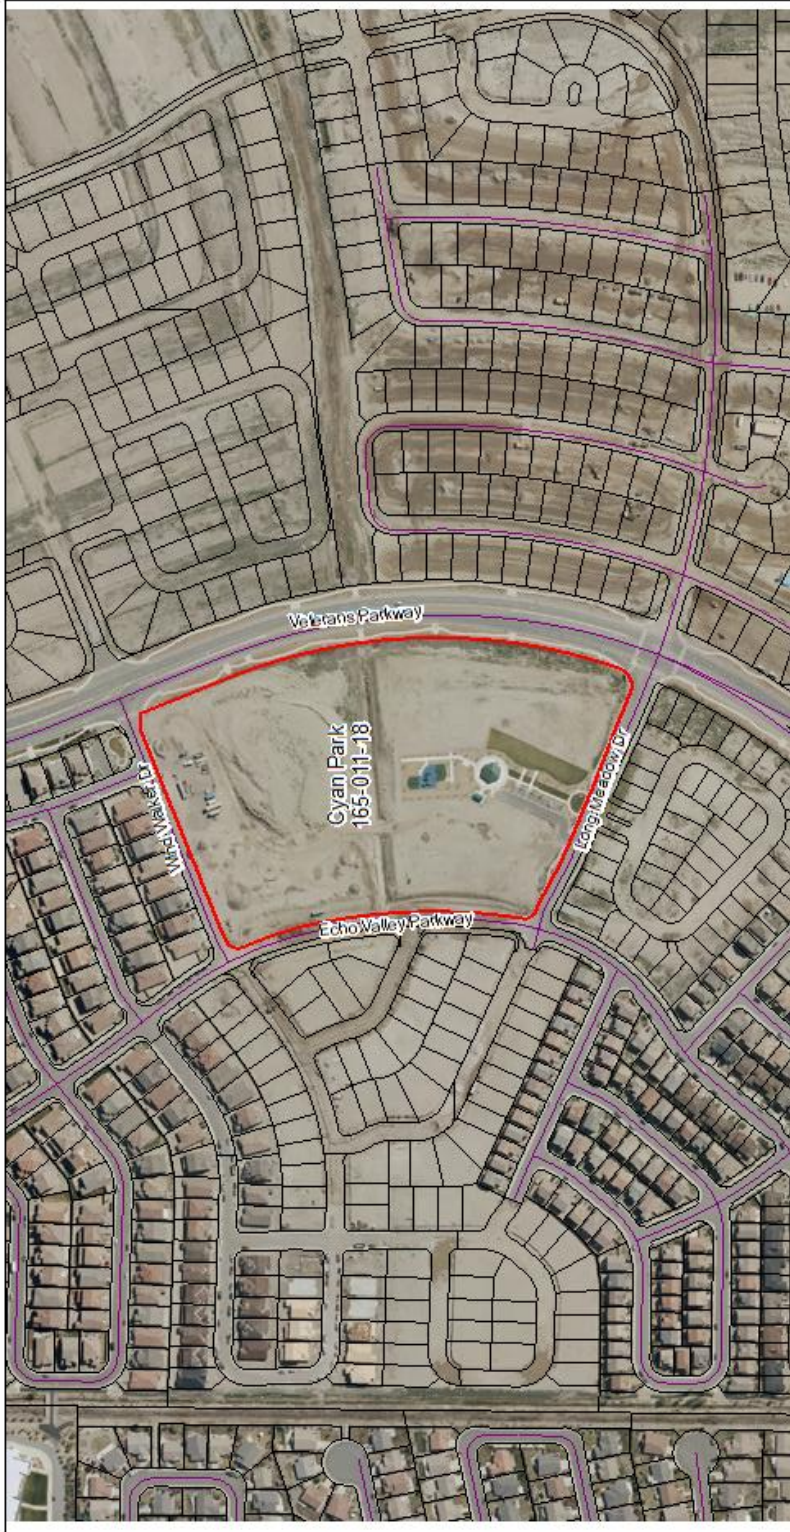 Veterans Parkway
Wind Walker Dr
Cyan Park
165-011-18
Long Meadow Dr
Echo Valley Parkway